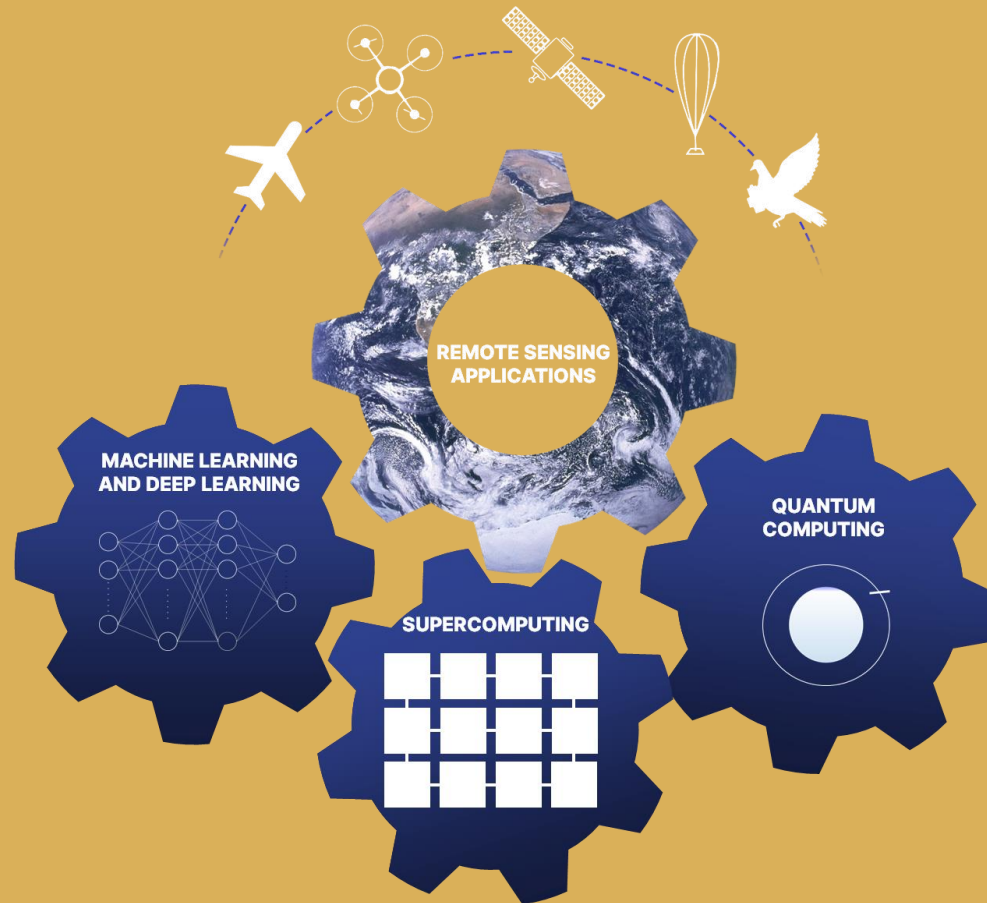 REMOTE SENSING
APPLICATIONS
MACHINE LEARNING
AND DEEP LEARNING
QUANTUM
COMPUTING
SUPERCOMPUTING